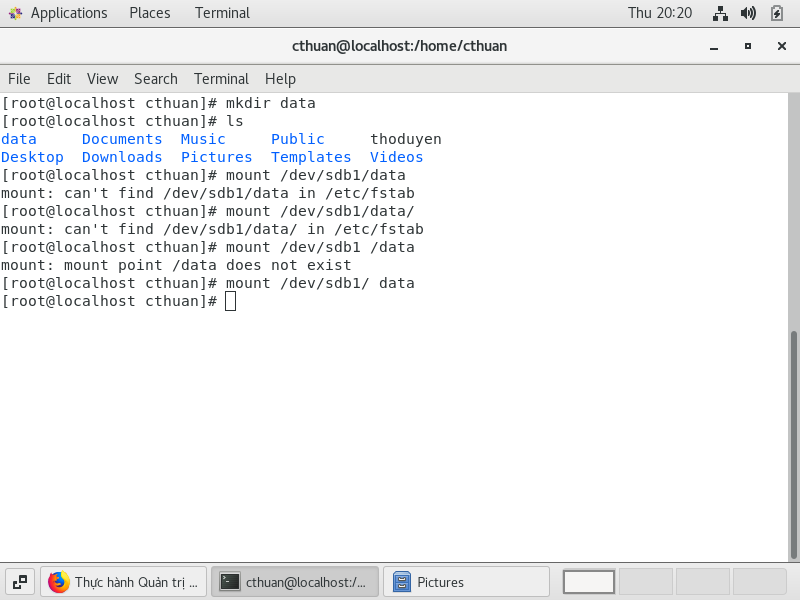 Applications Places Terminal Thu 20:20
cthuan@localhost:/home/cthuan
File Edit View Search Terminal Help
[root@localhost cthuan]# mkdir data
[root@localhost cthuan]# ls
data Documents Music Public thoduyen
Desktop Downloads Pictures Templates Videos
[root@localhost cthuan]# mount /dev/sdb1/data
mount: can't find /dev/sdb1/data in /etc/fstab
[root@localhost cthuan]# mount /dev/sdb1/data/
mount: can't find /dev/sdb1/data/ in /etc/fstab
[root@localhost cthuan]# mount /dev/sdb1 /data
mount: mount point /data does not exist
[root@localhost cthuan]# mount /dev/sdb1/ data
[root@localhost cthuan]#
Thực hành Quản trị ... cthuan@localhost:/... Pictures